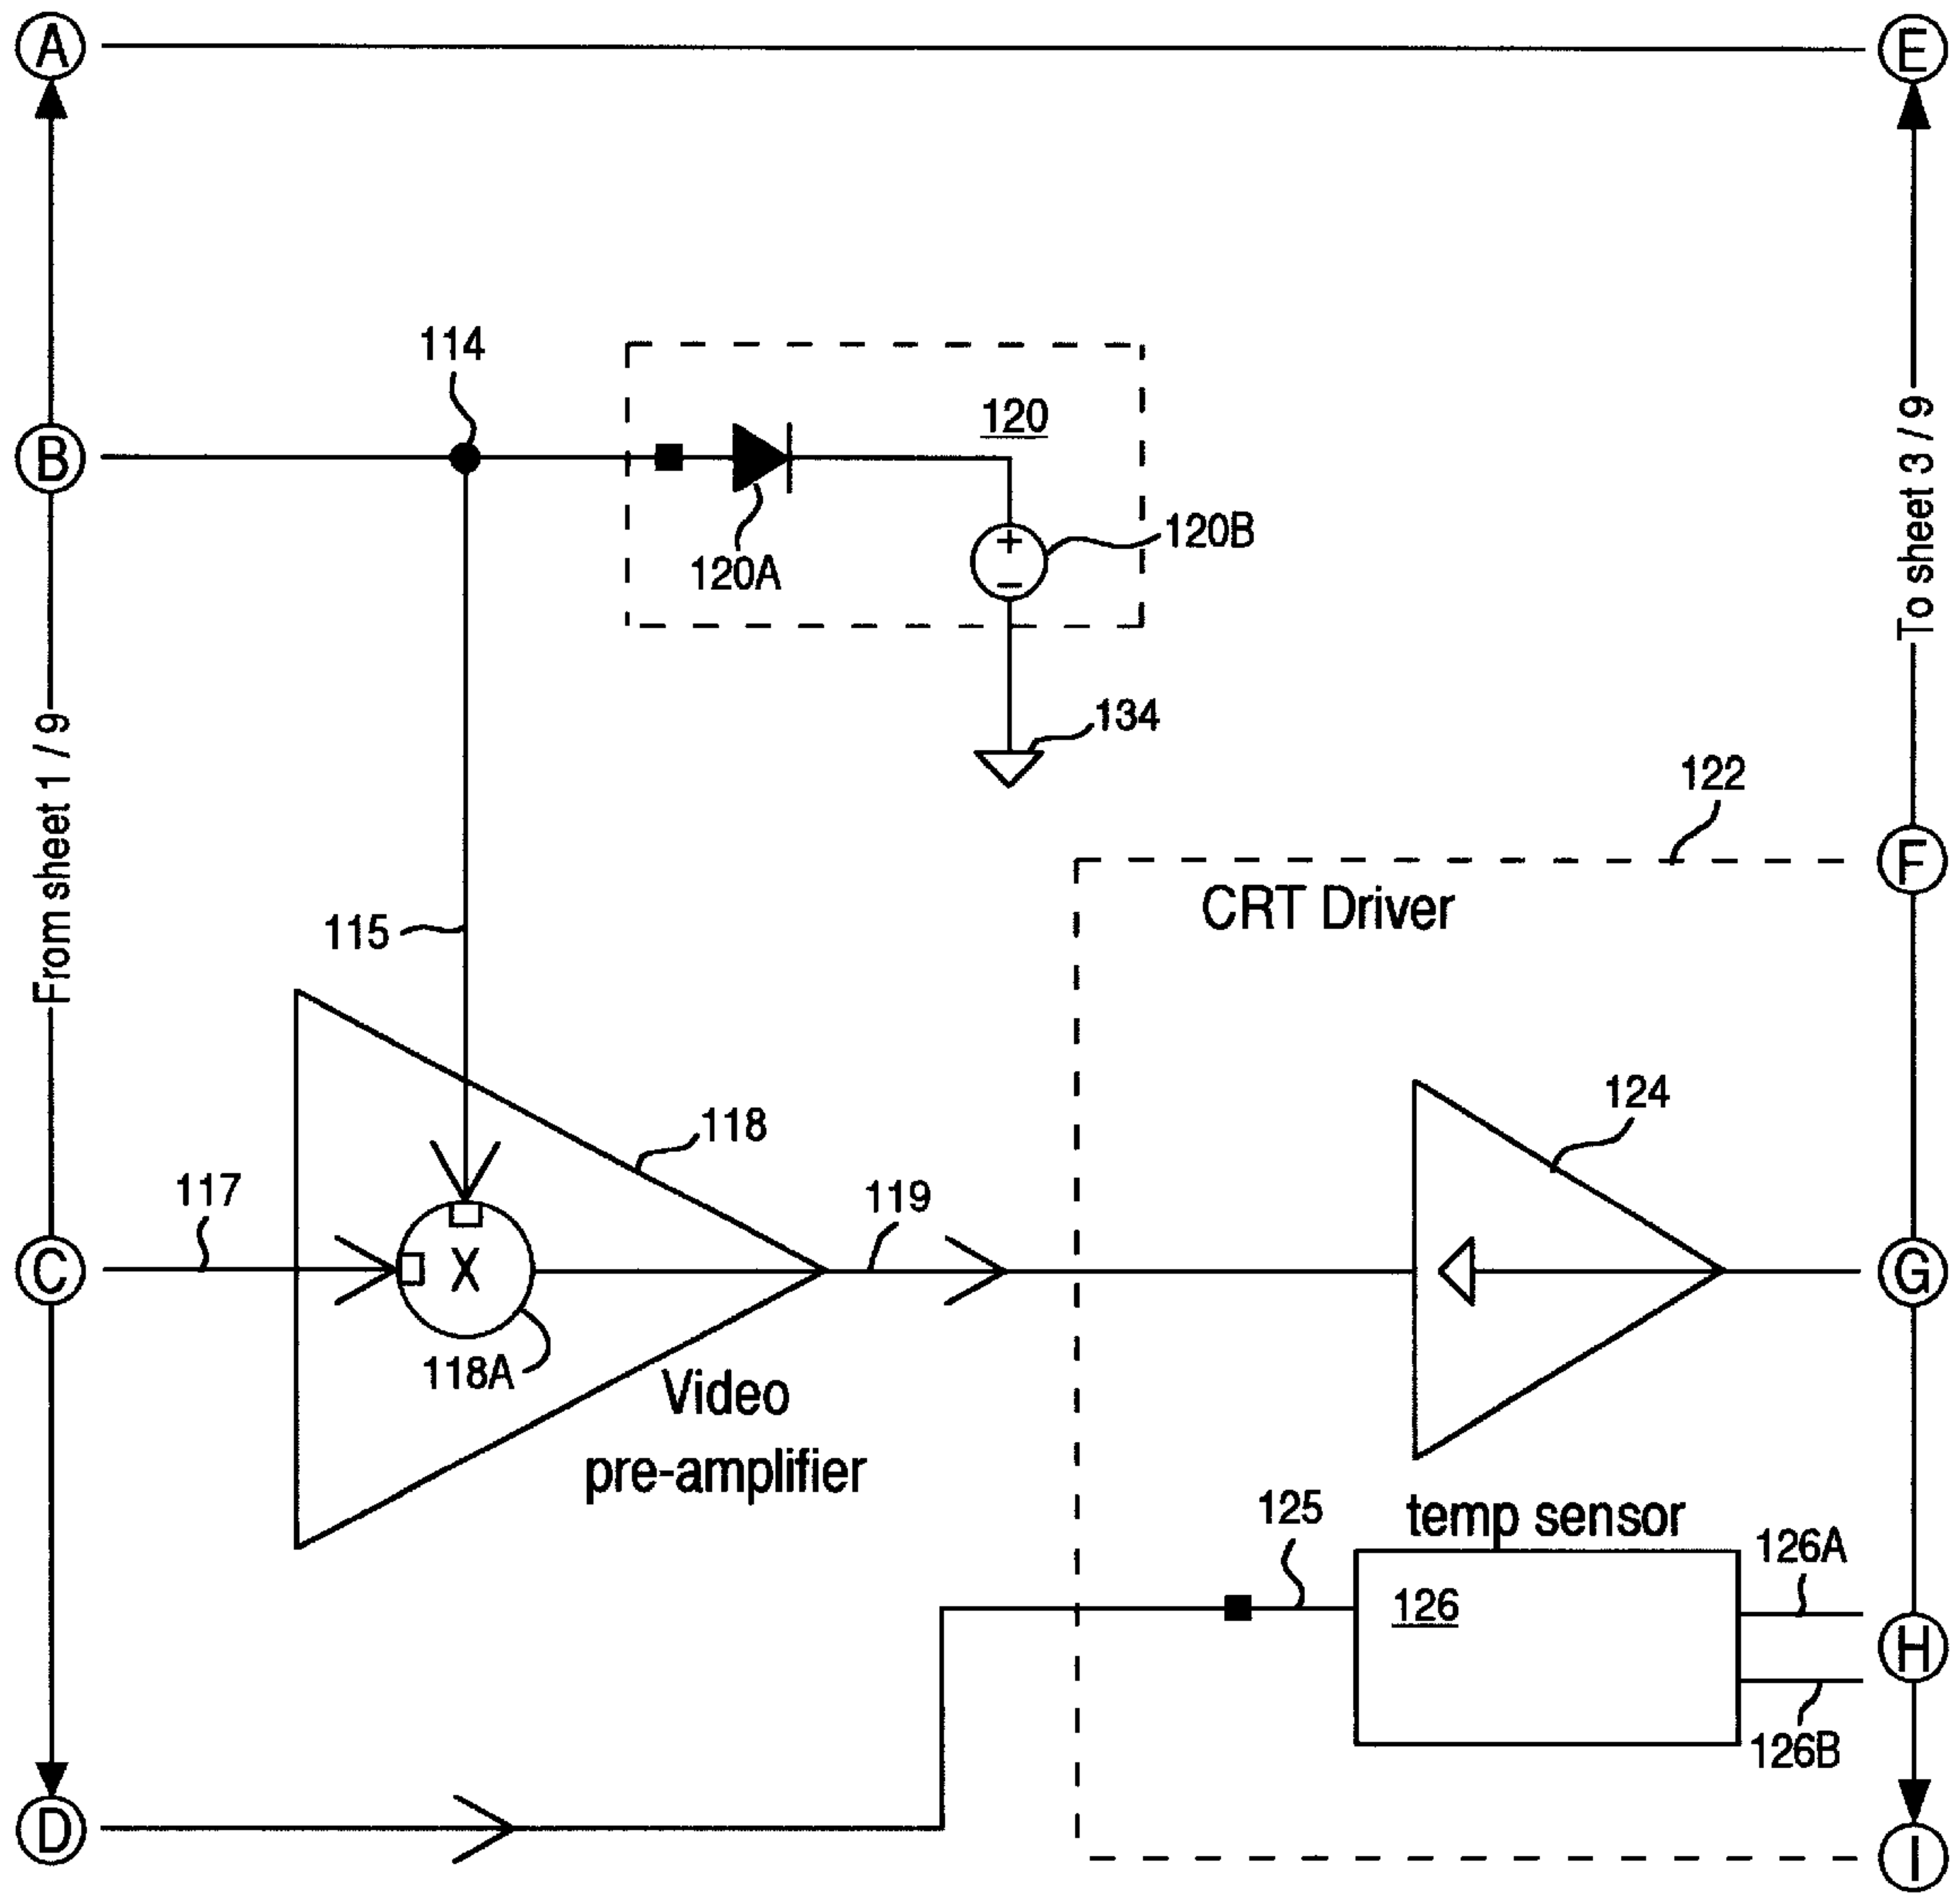 A
E
114
120
B
120B
120A
To sheet 3 / 9
+
−
134
From sheet 1 / 9
122
F
CRT Driver
115
124
118
117
119
C
X
G
118A
Video
pre-amplifier
125
temp sensor
126A
126
H
126B
D
I